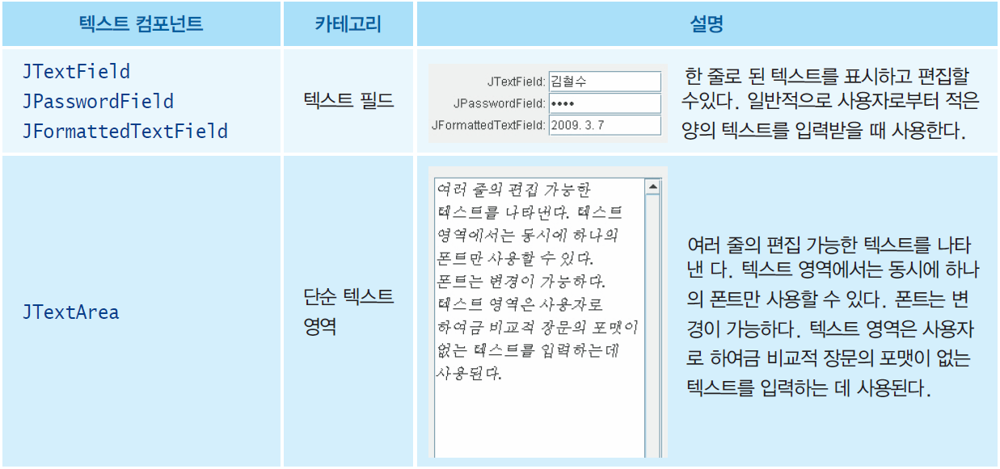 텍스트 컴포넌트
카테고리
설명
JTextField
JPasswordField
JFormattedTextField
텍스트 필드
JTextField: 김철수
JPasswordField: ••••
JFormattedTextField: 2009. 3. 7
한 줄로 된 텍스트를 표시하고 편집할
수있다. 일반적으로 사용자로부터 적은
양의 텍스트를 입력받을 때 사용한다.
JTextArea
단순 텍스트
영역
여러 줄의 편집 가능한
텍스트를 나타낸다. 텍스트
영역에서는 동시에 하나의
폰트만 사용할 수 있다.
폰트는 변경이 가능하다.
텍스트 영역은 사용자로
하여금 비교적 장문의 포맷이
없는 텍스트를 입력하는데
사용된다.
여러 줄의 편집 가능한 텍스트를 나타
낸 다. 텍스트 영역에서는 동시에 하나
의 폰트만 사용할 수 있다. 폰트는 변
경이 가능하다. 텍스트 영역은 사용자
로 하여금 비교적 장문의 포맷이 없는
텍스트를 입력하는 데 사용된다.